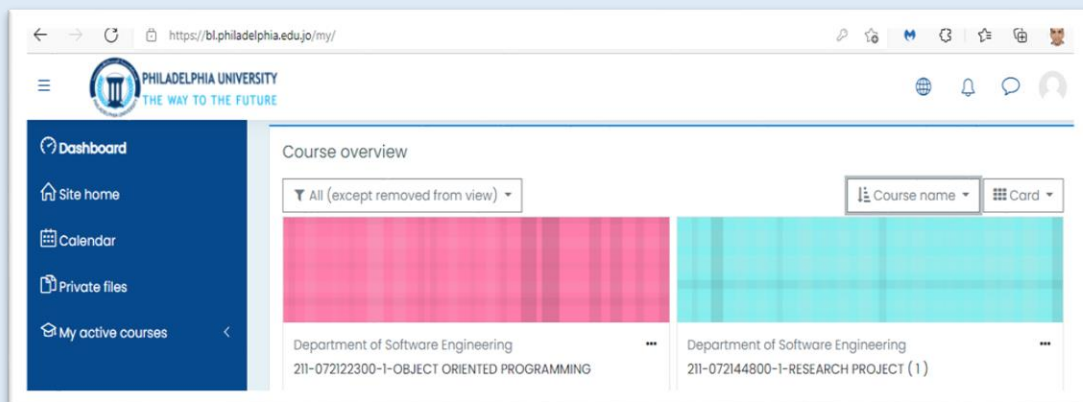 https://bl.philadelphia.edu.jo/my/
PHILADELPHIA UNIVERSITY
THE WAY TO THE FUTURE
Dashboard
Site home
Calendar
Private files
My active courses
Course overview
All (except removed from view)
Course name
Card
Department of Software Engineering
211-072122300-1-OBJECT ORIENTED PROGRAMMING
Department of Software Engineering
211-072144800-1-RESEARCH PROJECT ( 1 )